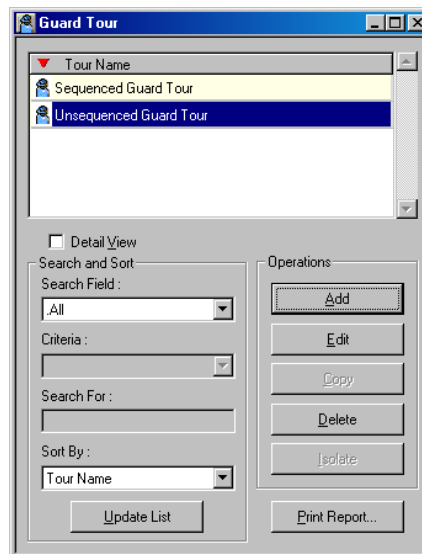 Guard Tour
Tour Name
Sequenced Guard Tour
Unsequenced Guard Tour
Detail View
Search and Sort
Search Field :
.All
Criteria :
Search For :
Sort By :
Tour Name
Update List
Operations
Add
Edit
Copy
Delete
Isolate
Print Report...